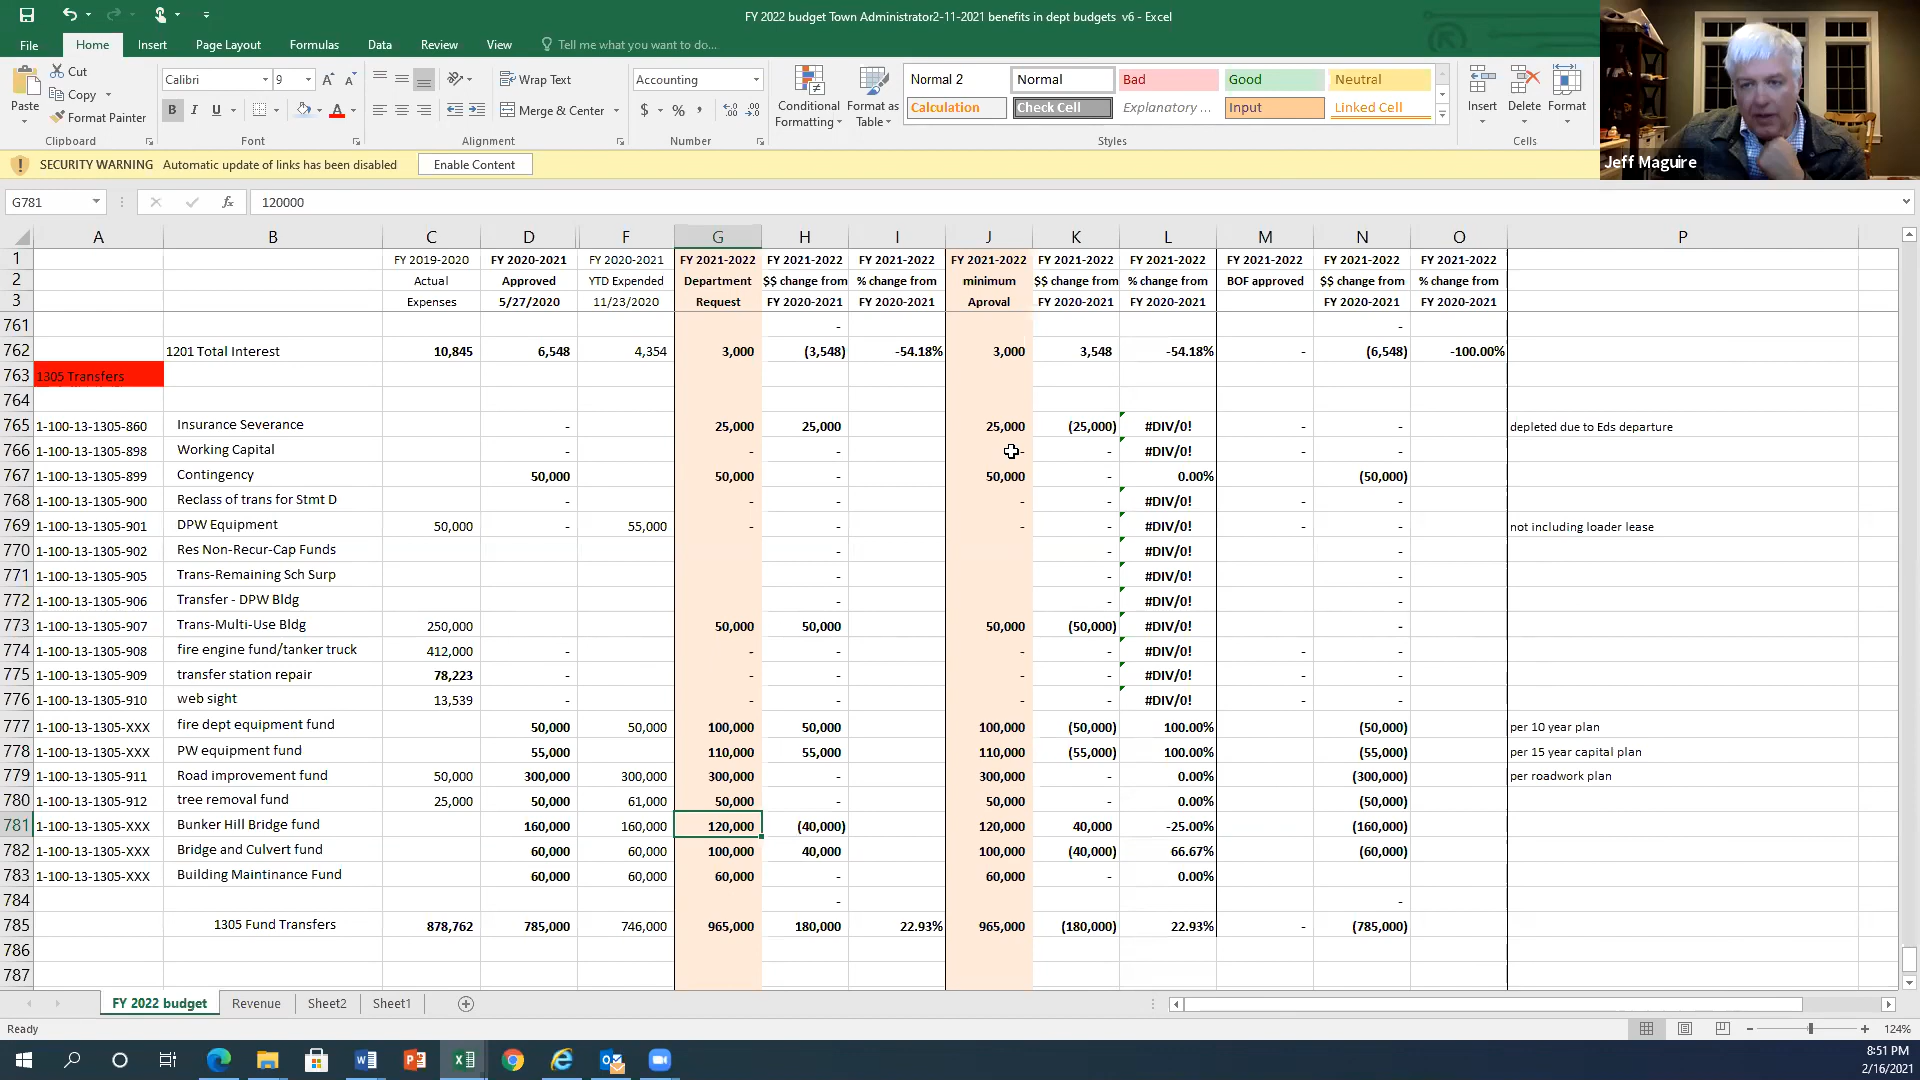 FY 2022 budget Town Administrator2-11-2021 benefits in dept budgets v6 - Excel
File Home Insert Page Layout Formulas Data Review View Tell me what you want to do...
Paste Cut Copy Format Painter Clipboard
Calibri 9 B I U Font
Wrap Text Merge & Center Alignment
Accounting $ % Number
Conditional Formatting Format as Table
Normal 2 Normal Bad Good Neutral
Calculation Check Cell Explanatory ... Input Linked Cell
Styles
Insert Delete Format Cells
Jeff Maguire
SECURITY WARNING Automatic update of links has been disabled Enable Content
G781 fx 120000
A B C D F G H I J K L M N O P
1 FY 2019-2020 FY 2020-2021 FY 2020-2021 FY 2021-2022 FY 2021-2022 FY 2021-2022 FY 2021-2022 FY 2021-2022 FY 2021-2022 FY 2021-2022 FY 2021-2022 FY 2021-2022
2 Actual Approved YTD Expended Department $$ change from % change from minimum $$ change from % change from BOF approved $$ change from % change from
3 Expenses 5/27/2020 11/23/2020 Request FY 2020-2021 FY 2020-2021 Aproval FY 2020-2021 FY 2020-2021 FY 2020-2021 FY 2020-2021
761 - -
762 1201 Total Interest 10,845 6,548 4,354 3,000 (3,548) -54.18% 3,000 3,548 -54.18% - (6,548) -100.00%
763 1305 Transfers
764
765 1-100-13-1305-860 Insurance Severance - 25,000 25,000 25,000 (25,000) #DIV/0! - - depleted due to Eds departure
766 1-100-13-1305-898 Working Capital - - - - - #DIV/0! - -
767 1-100-13-1305-899 Contingency 50,000 50,000 - 50,000 - 0.00% (50,000)
768 1-100-13-1305-900 Reclass of trans for Stmt D - - - - - #DIV/0! - -
769 1-100-13-1305-901 DPW Equipment 50,000 - 55,000 - - - - #DIV/0! - - not including loader lease
770 1-100-13-1305-902 Res Non-Recur-Cap Funds - - #DIV/0! -
771 1-100-13-1305-905 Trans-Remaining Sch Surp - - #DIV/0! -
772 1-100-13-1305-906 Transfer - DPW Bldg - - #DIV/0! -
773 1-100-13-1305-907 Trans-Multi-Use Bldg 250,000 50,000 50,000 50,000 (50,000) #DIV/0! -
774 1-100-13-1305-908 fire engine fund/tanker truck 412,000 - - - - - #DIV/0! - -
775 1-100-13-1305-909 transfer station repair 78,223 - - - - - #DIV/0! - -
776 1-100-13-1305-910 web sight 13,539 - - - - - #DIV/0! - -
777 1-100-13-1305-XXX fire dept equipment fund 50,000 50,000 100,000 50,000 100,000 (50,000) 100.00% (50,000) per 10 year plan
778 1-100-13-1305-XXX PW equipment fund 55,000 110,000 55,000 110,000 (55,000) 100.00% (55,000) per 15 year capital plan
779 1-100-13-1305-911 Road improvement fund 50,000 300,000 300,000 300,000 - 300,000 - 0.00% (300,000) per roadwork plan
780 1-100-13-1305-912 tree removal fund 25,000 50,000 61,000 50,000 - 50,000 - 0.00% (50,000)
781 1-100-13-1305-XXX Bunker Hill Bridge fund 160,000 160,000 120,000 (40,000) 120,000 40,000 -25.00% (160,000)
782 1-100-13-1305-XXX Bridge and Culvert fund 60,000 60,000 100,000 40,000 100,000 (40,000) 66.67% (60,000)
783 1-100-13-1305-XXX Building Maintinance Fund 60,000 60,000 60,000 - 60,000 - 0.00%
784 - -
785 1305 Fund Transfers 878,762 785,000 746,000 965,000 180,000 22.93% 965,000 (180,000) 22.93% - (785,000)
786
787
FY 2022 budget Revenue Sheet2 Sheet1
Ready 124%
8:51 PM
2/16/2021